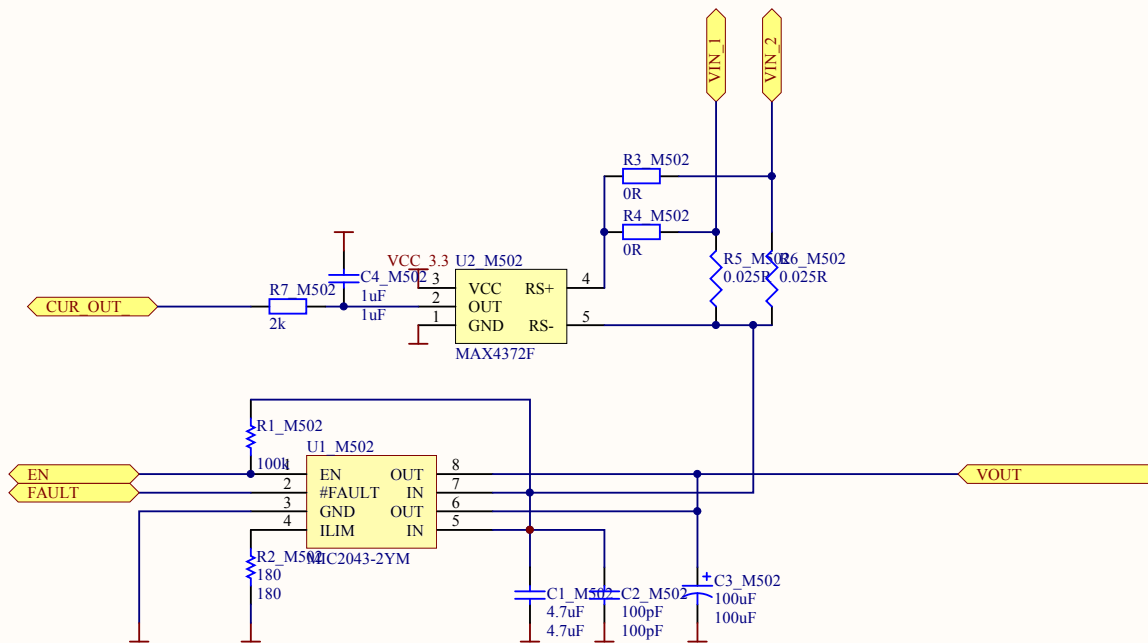 VIN_1
VIN_2
R3_M502
0R
R4_M502
0R
VCC_3.3
U2_M502
R5_M502
0.025R
R6_M502
0.025R
C4_M502
1uF
1uF
R7_M502
2k
CUR_OUT
3 VCC RS+ 4
2 OUT
1 GND RS- 5
MAX4372F
R1_M502
100k
U1_M502
EN 1 EN OUT 8 VOUT
FAULT 2 #FAULT IN 7
3 GND OUT 6
4 ILIM IN 5
MIC2043-2YM
R2_M502
180
180
C1_M502
4.7uF
4.7uF
C2_M502
100pF
100pF
+
C3_M502
100uF
100uF